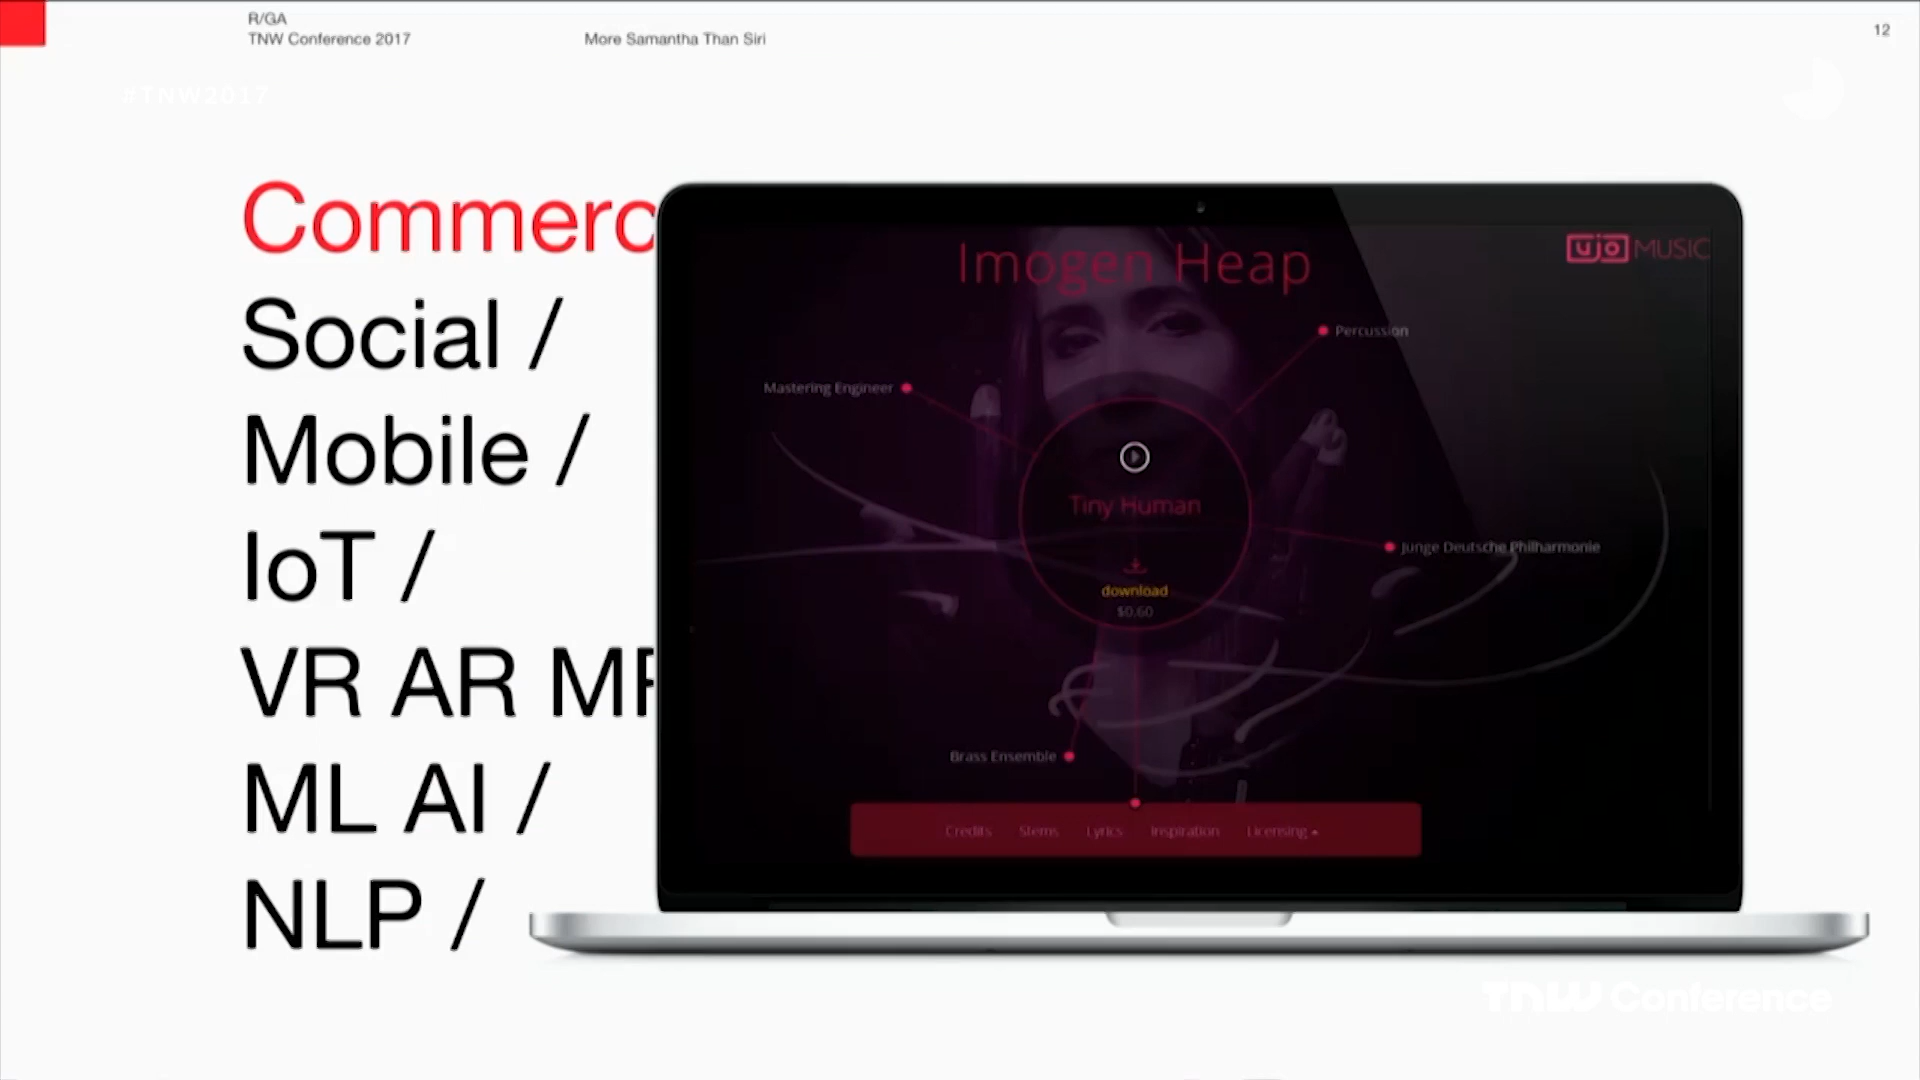 R/GA
TNW Conference 2017
More Samantha Than Siri
12
#TNW2017
Commerc
Social /
Mobile /
IoT /
VR AR MR
ML AI /
NLP /
Imogen Heap
ujo MUSIC
Percussion
Mastering Engineer
Tiny Human
Junge Deutsche Philharmonie
download
$0.60
Brass Ensemble
Credits Stems Lyrics Inspiration Licensing
TNW Conference